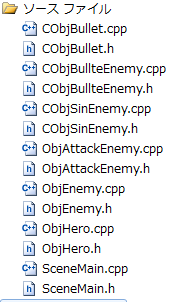 ソース ファイル
CObjBullet.cpp
CObjBullet.h
CObjBullteEnemy.cpp
CObjBullteEnemy.h
CObjSinEnemy.cpp
CObjSinEnemy.h
ObjAttackEnemy.cpp
ObjAttackEnemy.h
ObjEnemy.cpp
ObjEnemy.h
ObjHero.cpp
ObjHero.h
SceneMain.cpp
SceneMain.h